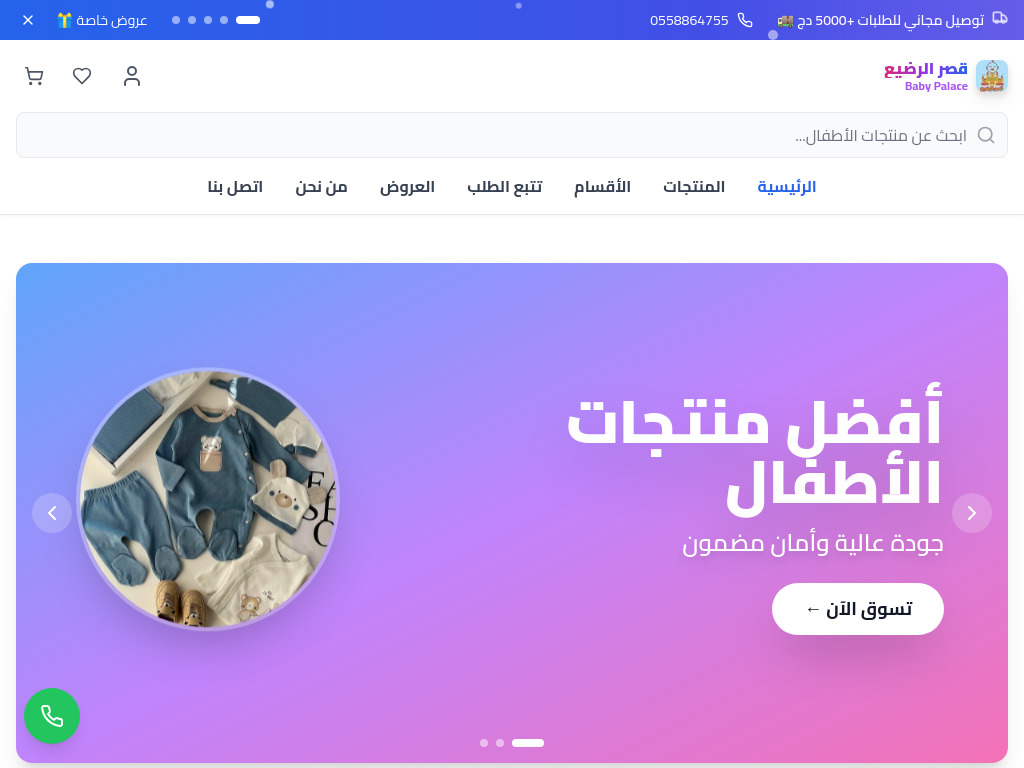 توصيل مجاني للطلبات +5000 دج 🚚
0558864755
عروض خاصة 🎁
قصر الرضيع
Baby Palace
ابحث عن منتجات الأطفال...
الرئيسية
المنتجات
الأقسام
تتبع الطلب
العروض
من نحن
اتصل بنا
أفضل منتجات
الأطفال
جودة عالية وأمان مضمون
تسوق الآن ←